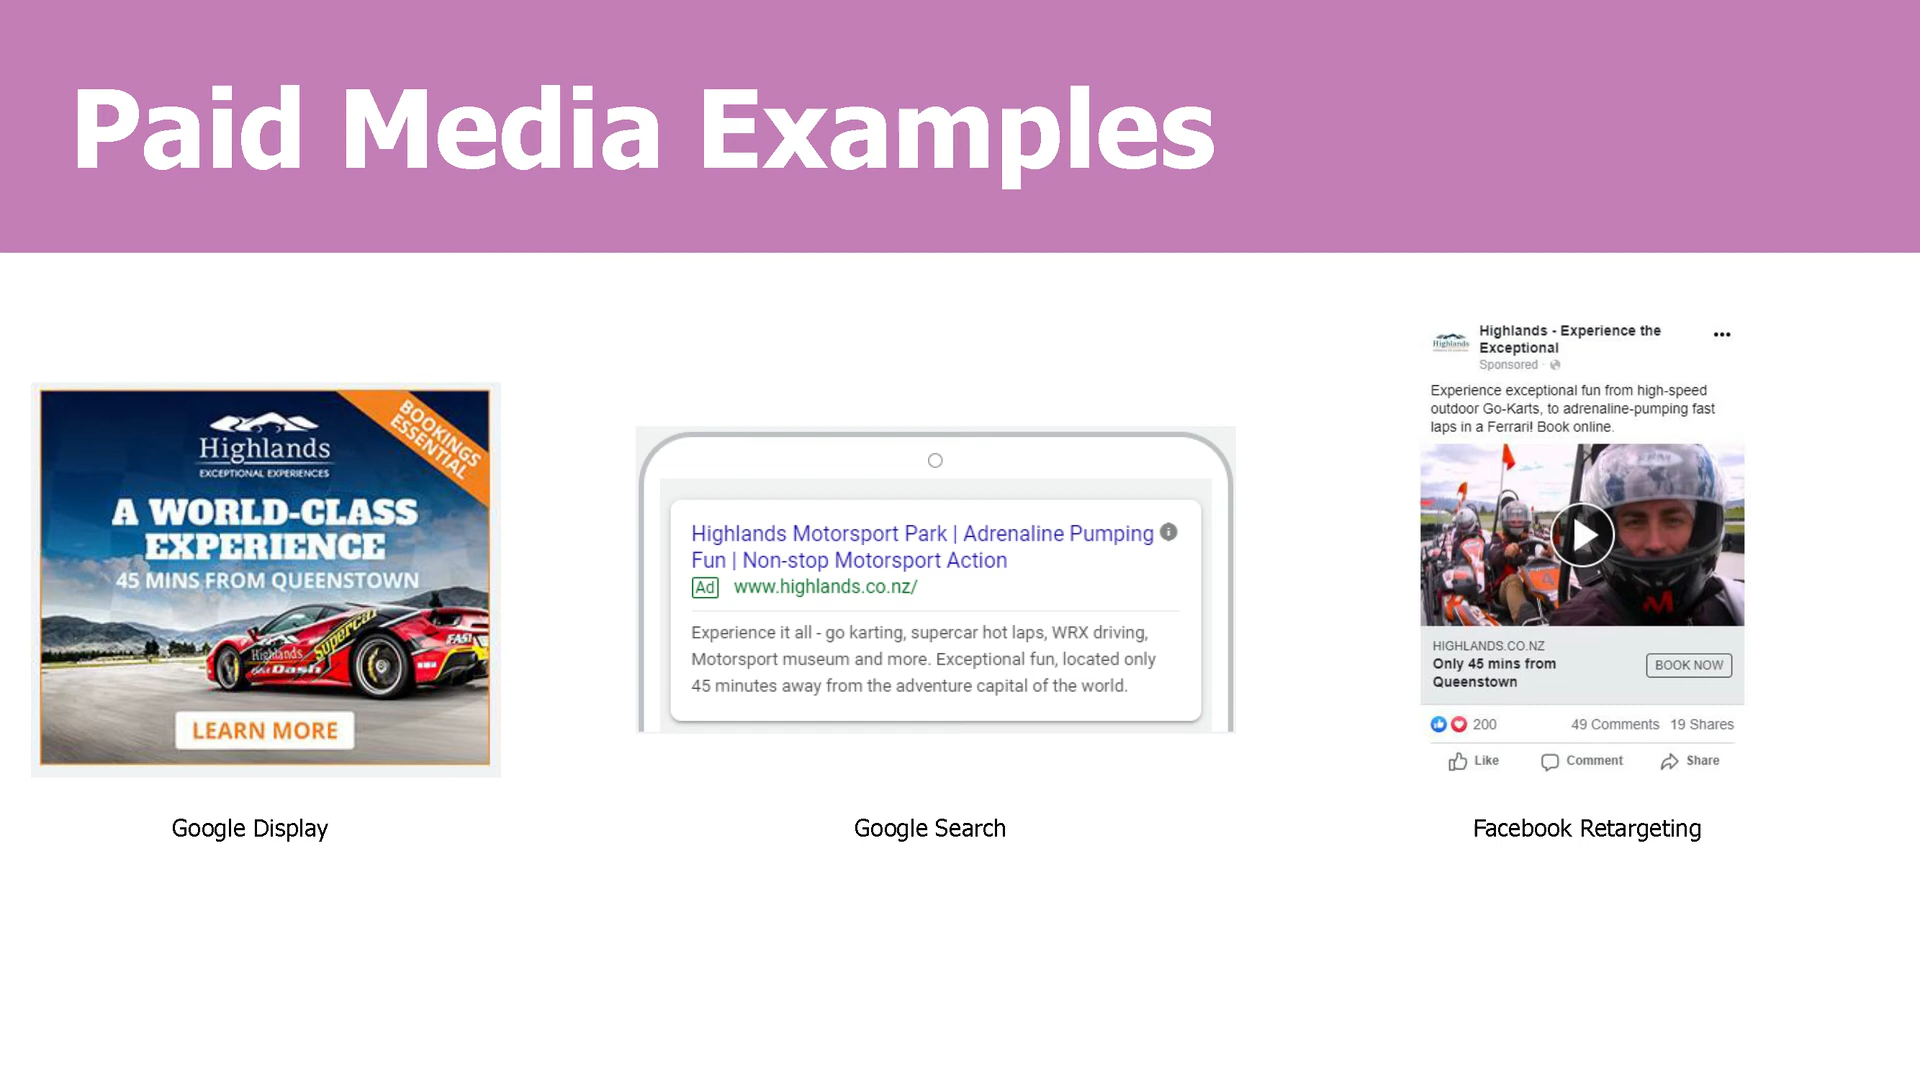 Paid Media Examples
BOOKINGS
ESSENTIAL
Highlands
EXCEPTIONAL EXPERIENCES
A WORLD-CLASS
EXPERIENCE
45 MINS FROM QUEENSTOWN
Supercar
FAST
Highlands
Dash
LEARN MORE
Google Display
Highlands Motorsport Park | Adrenaline Pumping
Fun | Non-stop Motorsport Action
Ad www.highlands.co.nz/
Experience it all - go karting, supercar hot laps, WRX driving,
Motorsport museum and more. Exceptional fun, located only
45 minutes away from the adventure capital of the world.
Google Search
Highlands
Highlands - Experience the
Exceptional
Sponsored ·
Experience exceptional fun from high-speed
outdoor Go-Karts, to adrenaline-pumping fast
laps in a Ferrari! Book online.
HIGHLANDS.CO.NZ
Only 45 mins from
Queenstown
BOOK NOW
200 49 Comments 19 Shares
Like Comment Share
Facebook Retargeting